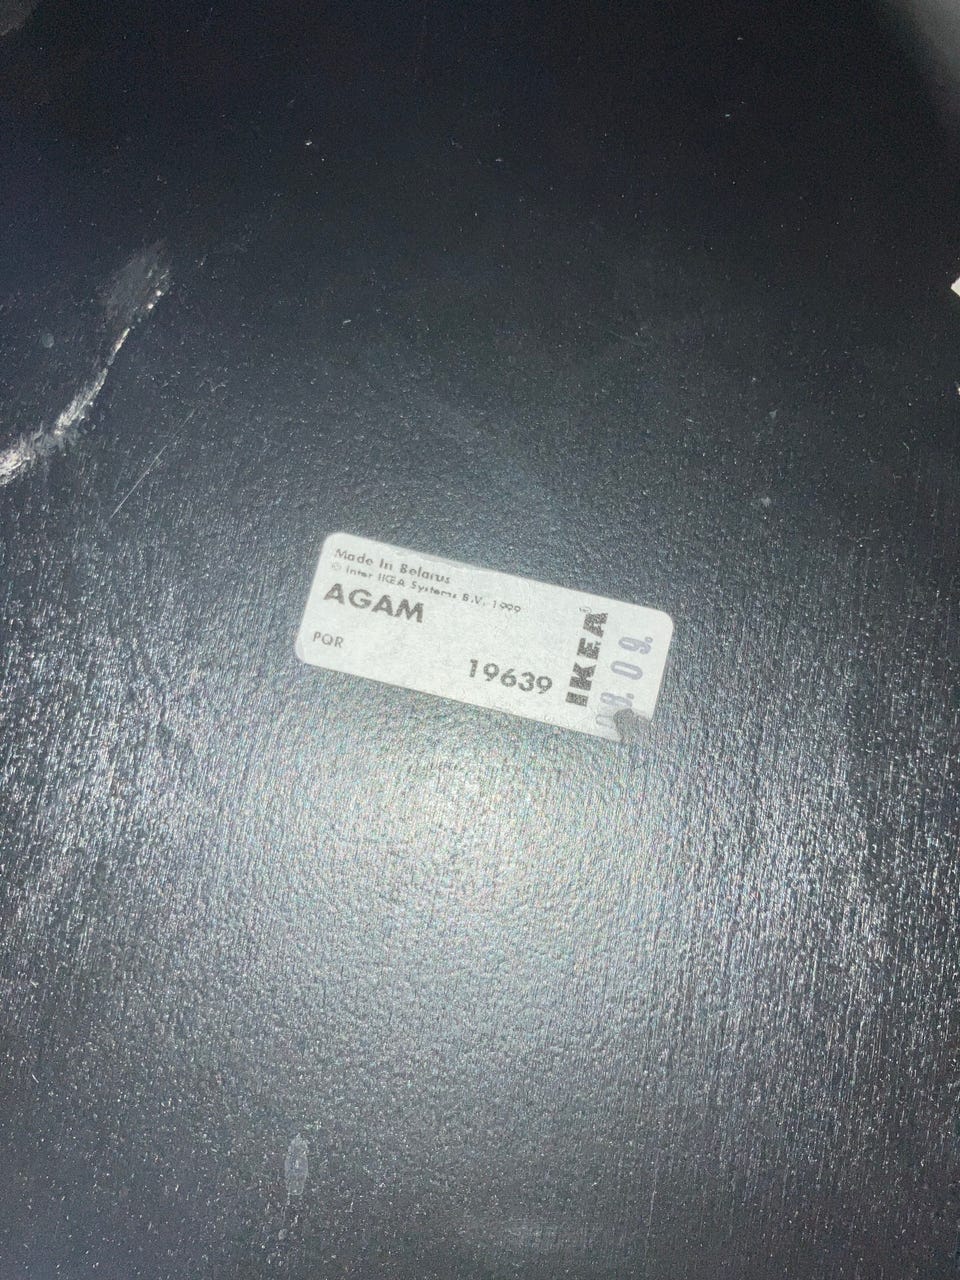 Made In Belarus
© Inter IKEA Systems B.V. 1999
AGAM
PQR
19639
IKEA®
09.